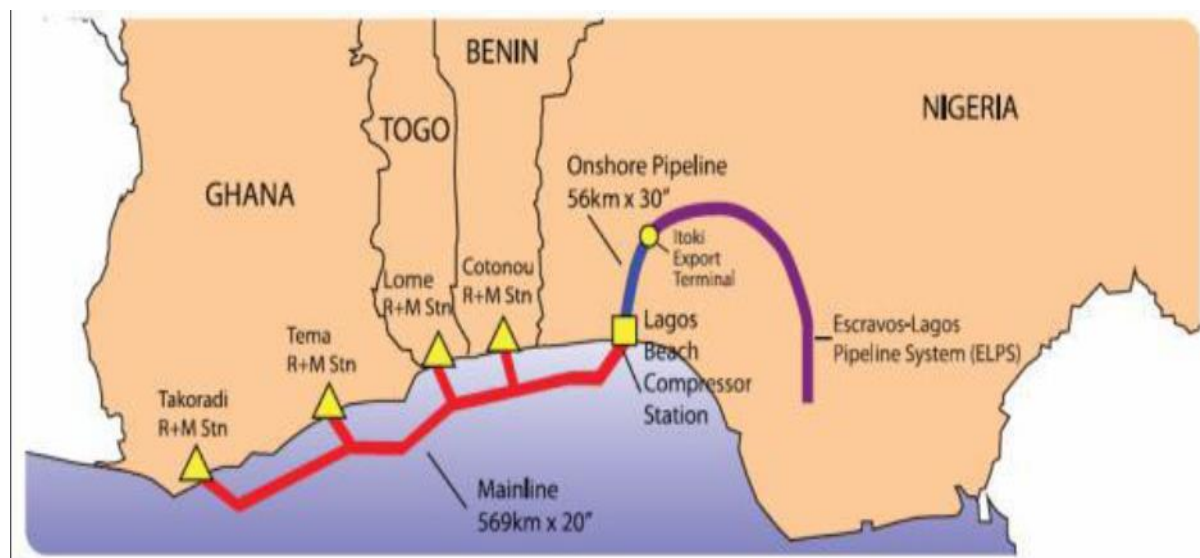 BENIN
NIGERIA
TOGO
GHANA
Onshore Pipeline
56km x 30"
Itoki
Export
Terminal
Lome
R+M Stn
Cotonou
R+M Stn
Tema
R+M Stn
Lagos
Beach
Compressor
Station
Escravos-Lagos
Pipeline System (ELPS)
Takoradi
R+M Stn
Mainline
569km x 20"